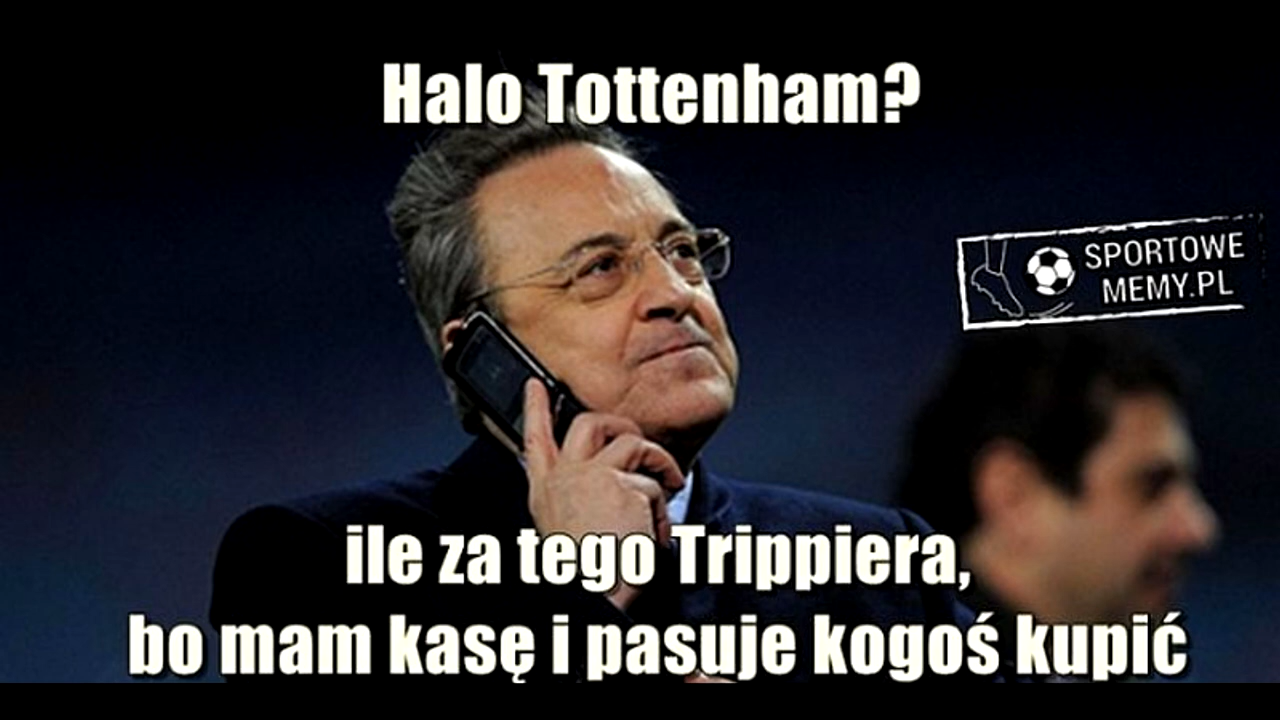 Halo Tottenham?
SPORTOWE
MEMY.PL
ile za tego Trippiera,
bo mam kasę i pasuje kogoś kupić